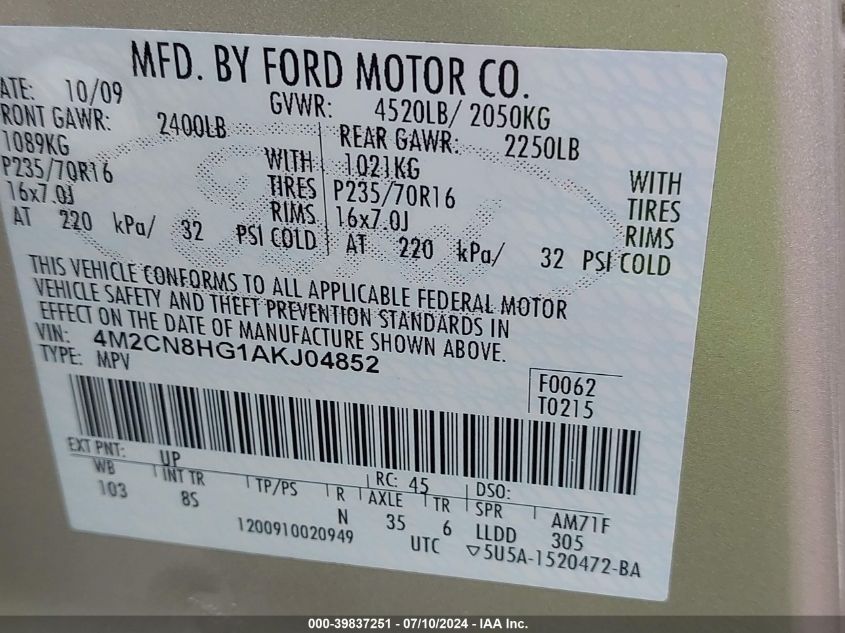 MFD. BY FORD MOTOR CO.
ATE: 10/09 GVWR: 4520LB/ 2050KG
RONT GAWR: 2400LB REAR GAWR: 2250LB
1089KG WITH 1021KG WITH
P235/70R16 TIRES P235/70R16 TIRES
16x7.0J RIMS 16x7.0J RIMS
AT 220 kPa/ 32 PSI COLD AT 220 kPa/ 32 PSI COLD
THIS VEHICLE CONFORMS TO ALL APPLICABLE FEDERAL MOTOR
VEHICLE SAFETY AND THEFT PREVENTION STANDARDS IN
EFFECT ON THE DATE OF MANUFACTURE SHOWN ABOVE.
VIN: 4M2CN8HG1AKJ04852
TYPE: MPV
F0062
T0215
EXT PNT: UP RC: 45 DSO:
WB INT TR TP/PS R AXLE TR SPR AM71F
103 8S N 35 6 LLDD 305
1200910020949 UTC ▽5U5A-1520472-BA
000-39837251 - 07/10/2024 - IAA Inc.